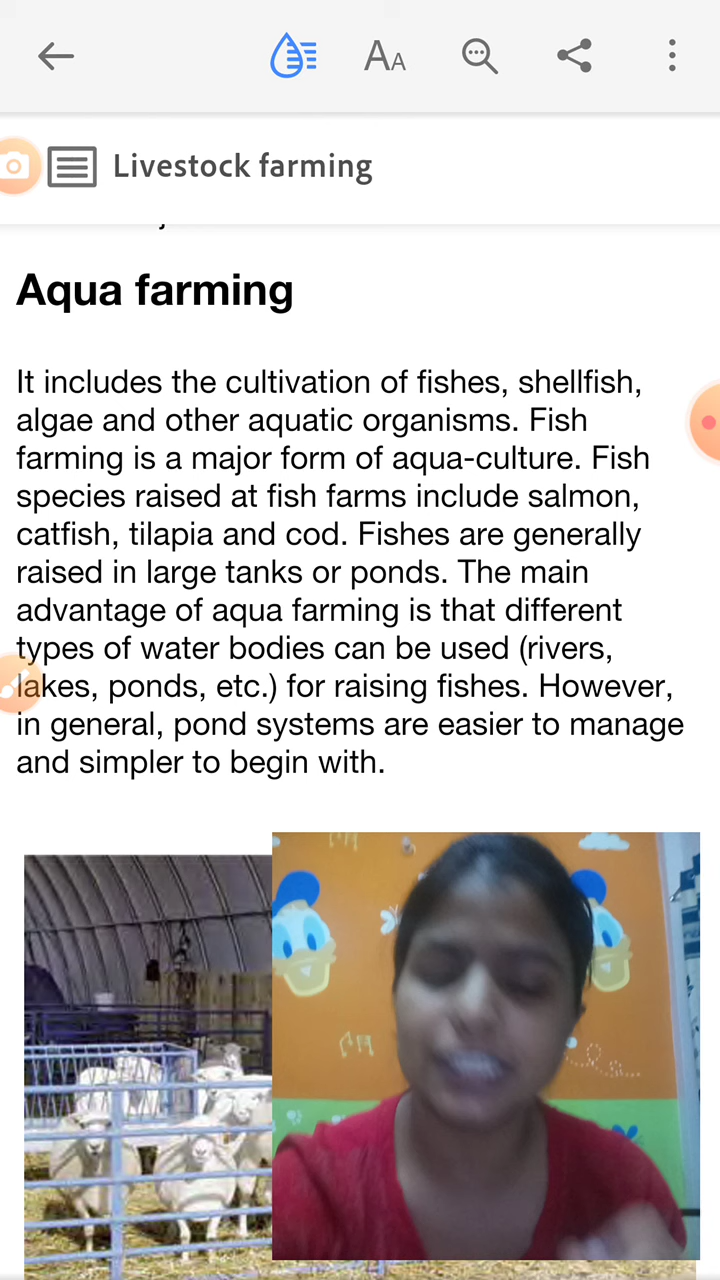 AA
Livestock farming
Aqua farming
It includes the cultivation of fishes, shellfish,
algae and other aquatic organisms. Fish
farming is a major form of aqua-culture. Fish
species raised at fish farms include salmon,
catfish, tilapia and cod. Fishes are generally
raised in large tanks or ponds. The main
advantage of aqua farming is that different
types of water bodies can be used (rivers,
lakes, ponds, etc.) for raising fishes. However,
in general, pond systems are easier to manage
and simpler to begin with.